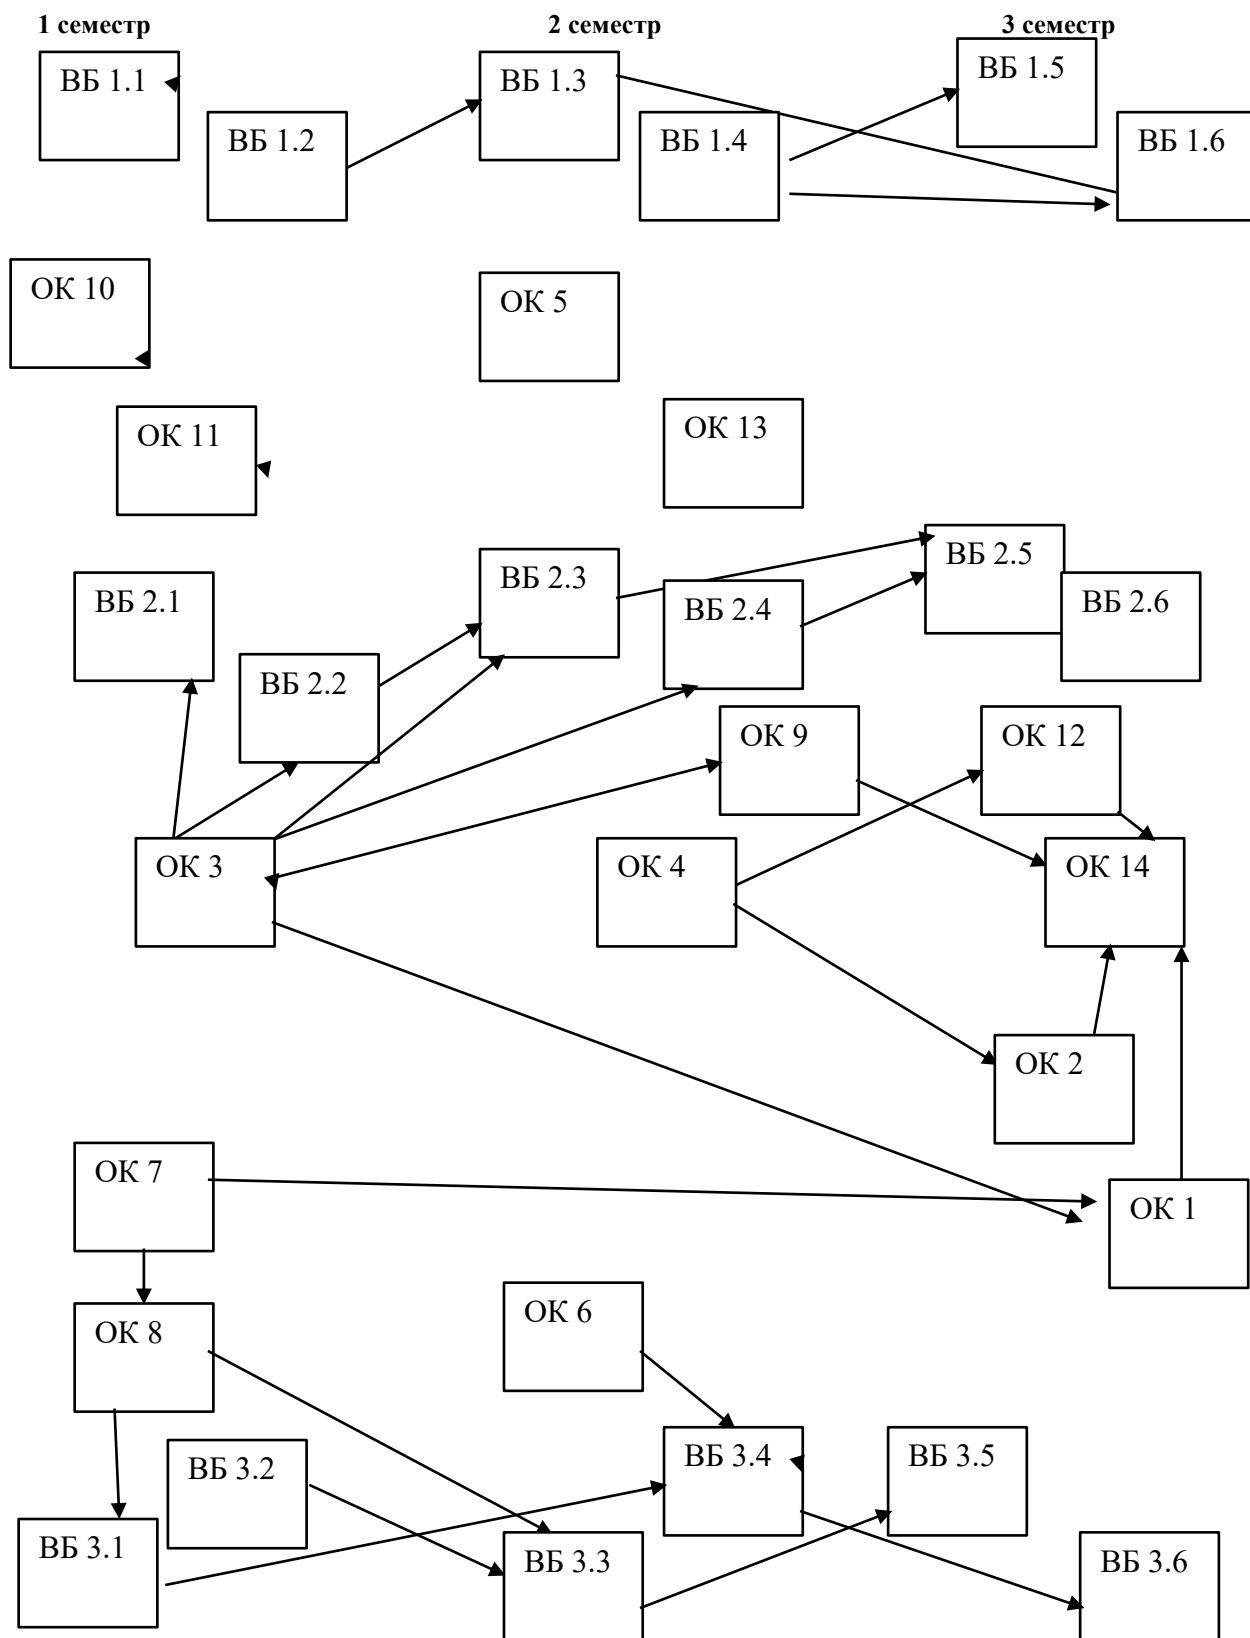 1 семестр 2 семестр 3 семестр
ВБ 1.1
ВБ 1.3
ВБ 1.5
ВБ 1.2
ВБ 1.4
ВБ 1.6
ОК 10
ОК 5
ОК 11
ОК 13
ВБ 2.1
ВБ 2.3
ВБ 2.4
ВБ 2.5
ВБ 2.6
ВБ 2.2
ОК 9
ОК 12
ОК 3
ОК 4
ОК 14
ОК 2
ОК 7
ОК 1
ОК 8
ОК 6
ВБ 3.2
ВБ 3.4
ВБ 3.5
ВБ 3.1
ВБ 3.3
ВБ 3.6